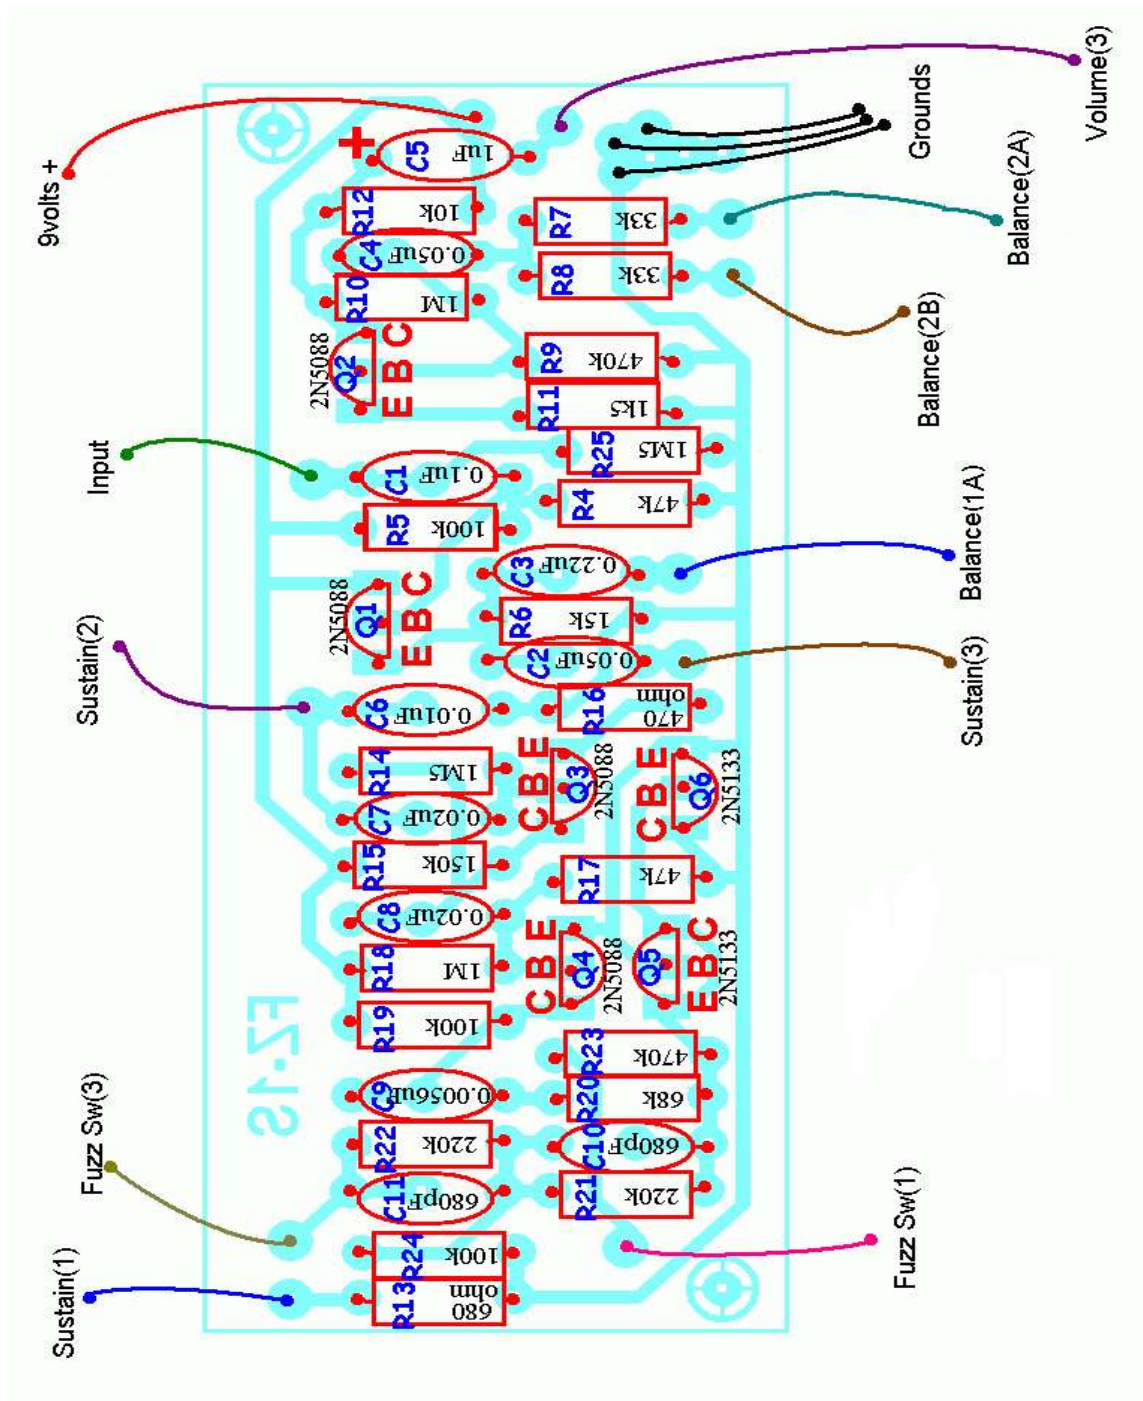 9volts +
Volume(3)
Grounds
Balance(2A)
Balance(2B)
Input
Balance(1A)
Sustain(2)
Sustain(3)
Fuzz Sw(3)
Fuzz Sw(1)
Sustain(1)
+
C5 1uF
R12 10k
C4 0.05uF
R10 1M
R7 33k
R8 33k
2N5088
Q2
E B C
R9 470k
R11 1k5
R25 1M5
C1 0.1uF
R5 100k
R4 47k
C3 0.22uF
2N5088
Q1
E B C
R6 15k
C2 0.05uF
C6 0.01uF
R16 470
ohm
R14 1M5
C7 0.02uF
R15 150k
C B E
Q3
2N5088
C B E
Q6
2N5133
C8 0.02uF
R17 47k
R18 1M
C B E
Q4
2N5088
Q5
E B C
2N5133
R19 100k
FZ-1S
R23 470k
C9 0.0056uF
R20 68k
R22 220k
C10 680pF
C11 680pF
R21 220k
R24 100k
R13 680
ohm